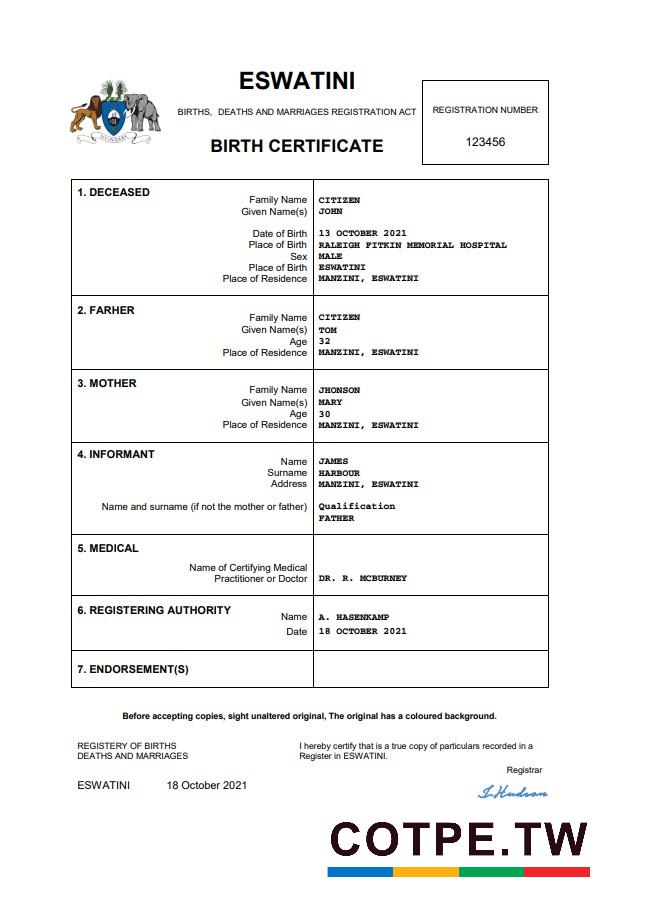 ESWATINI
BIRTHS, DEATHS AND MARRIAGES REGISTRATION ACT
BIRTH CERTIFICATE
REGISTRATION NUMBER
123456
1. DECEASED
Family Name CITIZEN
Given Name(s) JOHN
Date of Birth 13 OCTOBER 2021
Place of Birth RALEIGH FITKIN MEMORIAL HOSPITAL
Sex MALE
Place of Birth ESWATINI
Place of Residence MANZINI, ESWATINI
2. FARHER
Family Name CITIZEN
Given Name(s) TOM
Age 32
Place of Residence MANZINI, ESWATINI
3. MOTHER
Family Name JHONSON
Given Name(s) MARY
Age 30
Place of Residence MANZINI, ESWATINI
4. INFORMANT
Name JAMES
Surname HARBOUR
Address MANZINI, ESWATINI
Name and surname (if not the mother or father) Qualification
FATHER
5. MEDICAL
Name of Certifying Medical
Practitioner or Doctor DR. R. MCBURNEY
6. REGISTERING AUTHORITY
Name A. HASENKAMP
Date 18 OCTOBER 2021
7. ENDORSEMENT(S)
Before accepting copies, sight unaltered original, The original has a coloured background.
REGISTERY OF BIRTHS
DEATHS AND MARRIAGES
I hereby certify that is a true copy of particulars recorded in a
Register in ESWATINI.
Registrar
ESWATINI 18 October 2021
J.Hudson
COTPE.TW